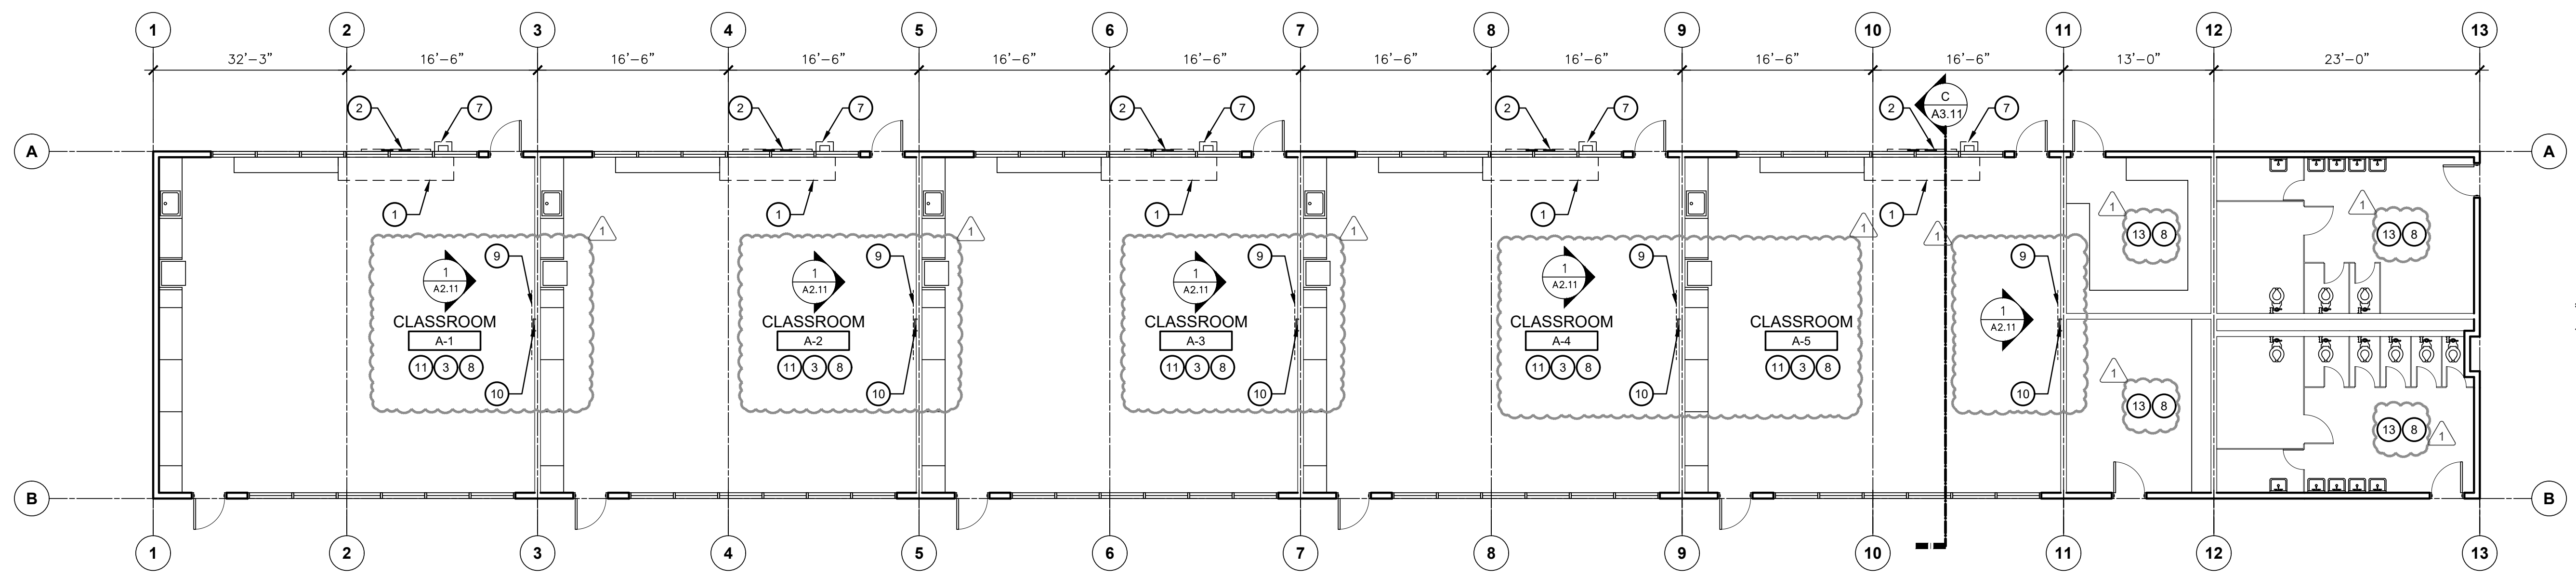 1 2 3 4 5 6 7 8 9 10 11 12 13
32'-3" 16'-6" 16'-6" 16'-6" 16'-6" 16'-6" 16'-6" 16'-6" 16'-6" 16'-6" 13'-0" 23'-0"
2 7 2 7 2 7 2 7 2 C 7
A3.11
A A
1 1 1 1 1
1 1 1 1 1 1 1 1
13 8 13 8
9 9 9 9 9
1 1 1 1 1
A2.11 A2.11 A2.11 A2.11 A2.11
CLASSROOM CLASSROOM CLASSROOM CLASSROOM CLASSROOM
A-1 A-2 A-3 A-4 A-5
11 3 8 11 3 8 11 3 8 11 3 8 11 3 8
10 10 10 10 10
1 1
13 8 13 8
B B
1 2 3 4 5 6 7 8 9 10 11 12 13